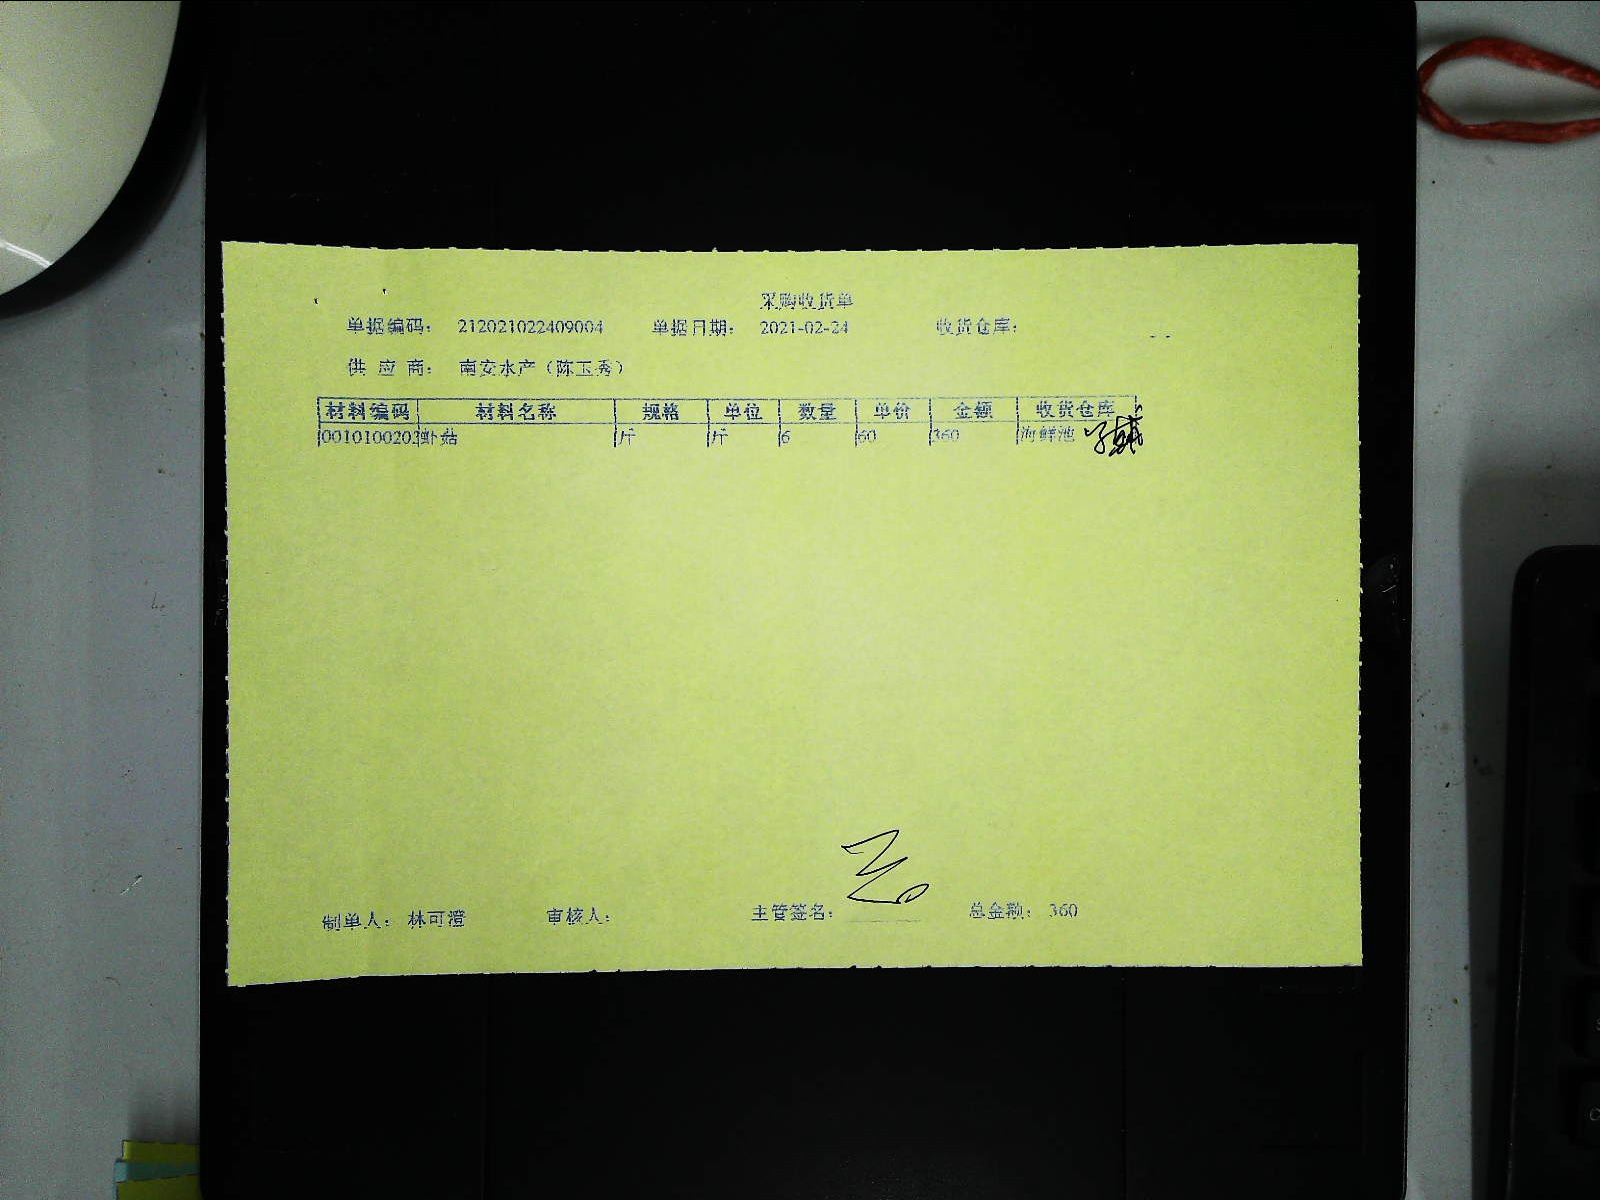 采购收货单
单据编码： 212021022409004 单据日期： 2021-02-24 收货仓库：
供 应 商： 南安水产（陈玉秀）
材料编码 材料名称 规格 单位 数量 单价 金额 收货仓库
0010100203 虾菇 斤 斤 6 60 360 海鲜池
制单人： 林可澄 审核人： 主管签名： 总金额： 360